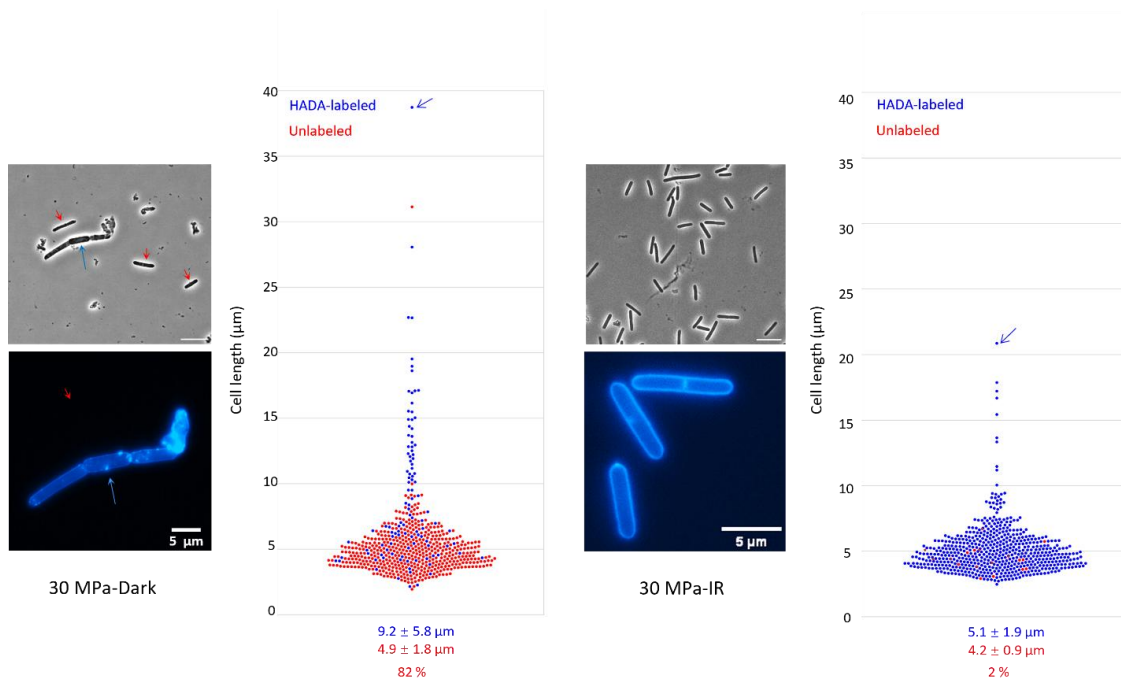 40
HADA-labeled
Unlabeled
35
30
25
20
15
10
5
0
Cell length (µm)
5 µm
30 MPa-Dark
9.2 ± 5.8 µm
4.9 ± 1.8 µm
82 %
40
HADA-labeled
Unlabeled
35
30
25
20
15
10
5
0
Cell length (µm)
5 µm
30 MPa-IR
5.1 ± 1.9 µm
4.2 ± 0.9 µm
2 %